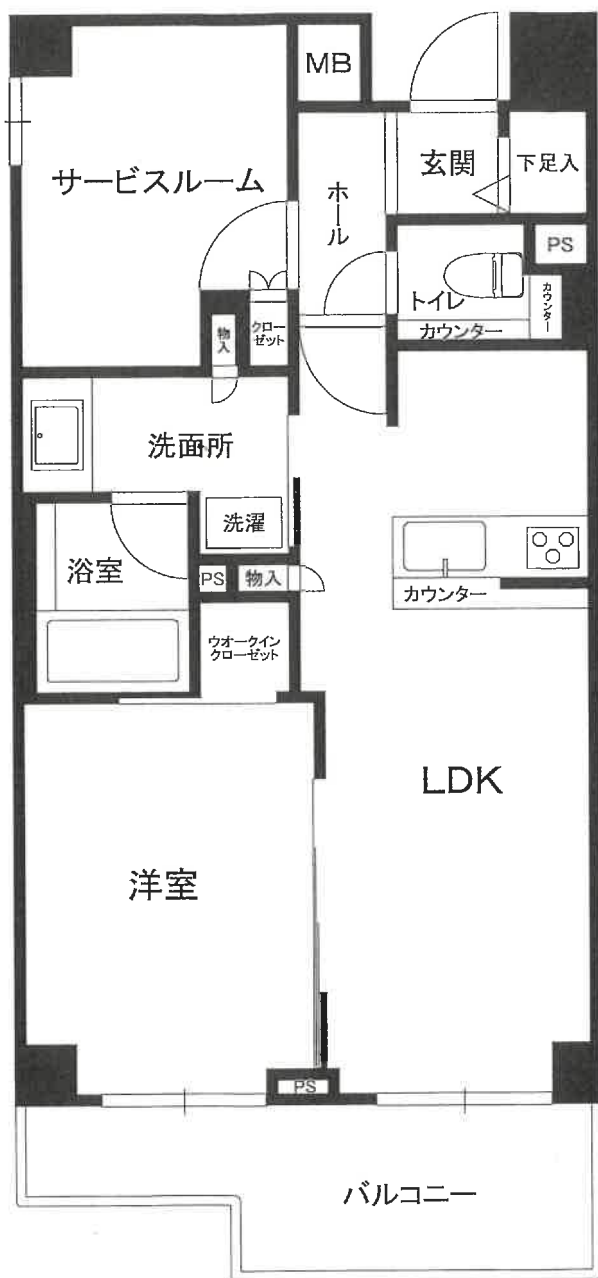 MB
サービスルーム
ホール
玄関
下足入
PS
トイレ
カウンター
カウンター
物入
クロー
ゼット
洗面所
洗濯
浴室
PS
物入
カウンター
ウオークイン
クローゼット
LDK
洋室
PS
バルコニー